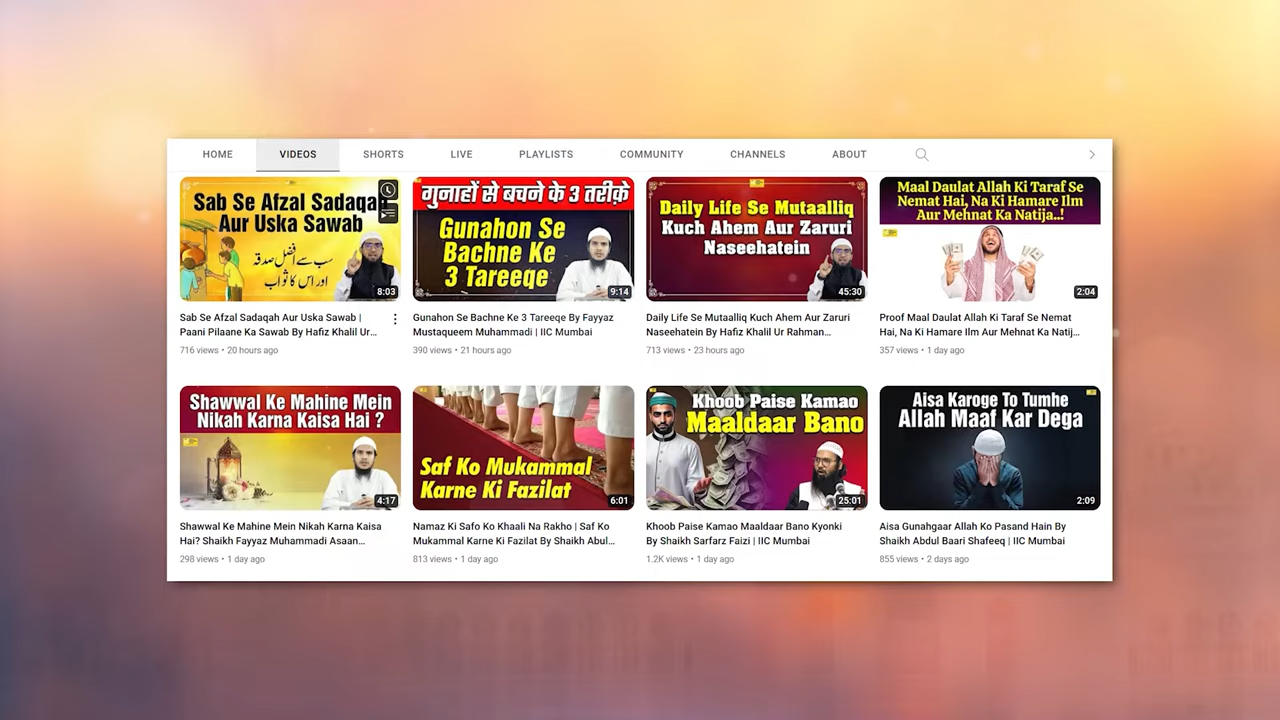 HOME VIDEOS SHORTS LIVE PLAYLISTS COMMUNITY CHANNELS ABOUT
Sab Se Afzal Sadaqah
Aur Uska Sawab
سب سے افضل صدقہ
اور اس کا ثواب
8:03
Sab Se Afzal Sadaqah Aur Uska Sawab |
Paani Pilaane Ka Sawab By Hafiz Khalil Ur...
716 views • 20 hours ago
गुनाहों से बचने के 3 तरीक़े
Gunahon Se
Bachne Ke
3 Tareeqe
9:14
Gunahon Se Bachne Ke 3 Tareeqe By Fayyaz
Mustaqueem Muhammadi | IIC Mumbai
390 views • 21 hours ago
Daily Life Se Mutaalliq
Kuch Ahem Aur Zaruri
Naseehatein
45:30
Daily Life Se Mutaalliq Kuch Ahem Aur Zaruri
Naseehatein By Hafiz Khalil Ur Rahman...
713 views • 23 hours ago
Maal Daulat Allah Ki Taraf Se
Nemat Hai, Na Ki Hamare Ilm
Aur Mehnat Ka Natija..!
2:04
Proof Maal Daulat Allah Ki Taraf Se Nemat
Hai, Na Ki Hamare Ilm Aur Mehnat Ka Natij...
357 views • 1 day ago
Shawwal Ke Mahine Mein
Nikah Karna Kaisa Hai ?
4:17
Shawwal Ke Mahine Mein Nikah Karna Kaisa
Hai? Shaikh Fayyaz Muhammadi Asaan...
298 views • 1 day ago
Saf Ko Mukammal
Karne Ki Fazilat
6:01
Namaz Ki Safo Ko Khaali Na Rakho | Saf Ko
Mukammal Karne Ki Fazilat By Shaikh Abul...
813 views • 1 day ago
Khoob Paise Kamao
Maaldaar Bano
25:01
Khoob Paise Kamao Maaldaar Bano Kyonki
By Shaikh Sarfarz Faizi | IIC Mumbai
1.2K views • 1 day ago
Aisa Karoge To Tumhe
Allah Maaf Kar Dega
2:09
Aisa Gunahgaar Allah Ko Pasand Hain By
Shaikh Abdul Baari Shafeeq | IIC Mumbai
855 views • 2 days ago